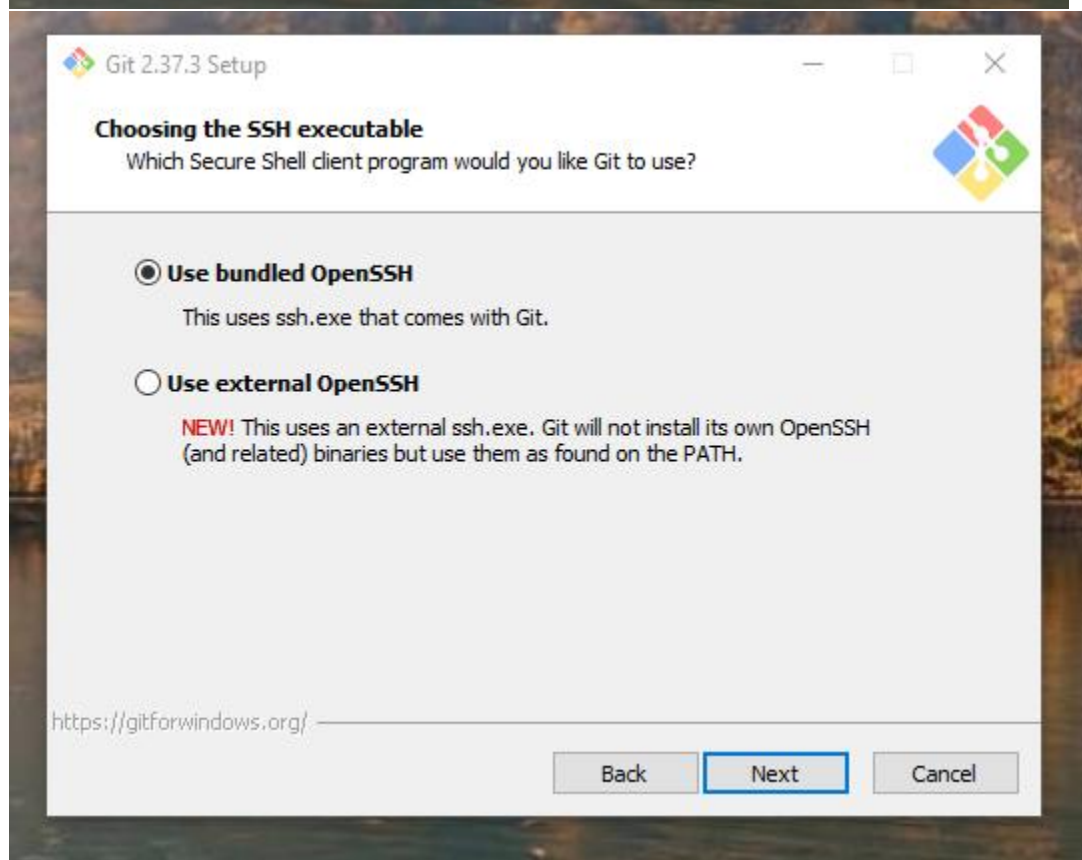 Git 2.37.3 Setup
Choosing the SSH executable
Which Secure Shell client program would you like Git to use?
Use bundled OpenSSH
This uses ssh.exe that comes with Git.
Use external OpenSSH
NEW! This uses an external ssh.exe. Git will not install its own OpenSSH
(and related) binaries but use them as found on the PATH.
https://gitforwindows.org/
Back Next Cancel